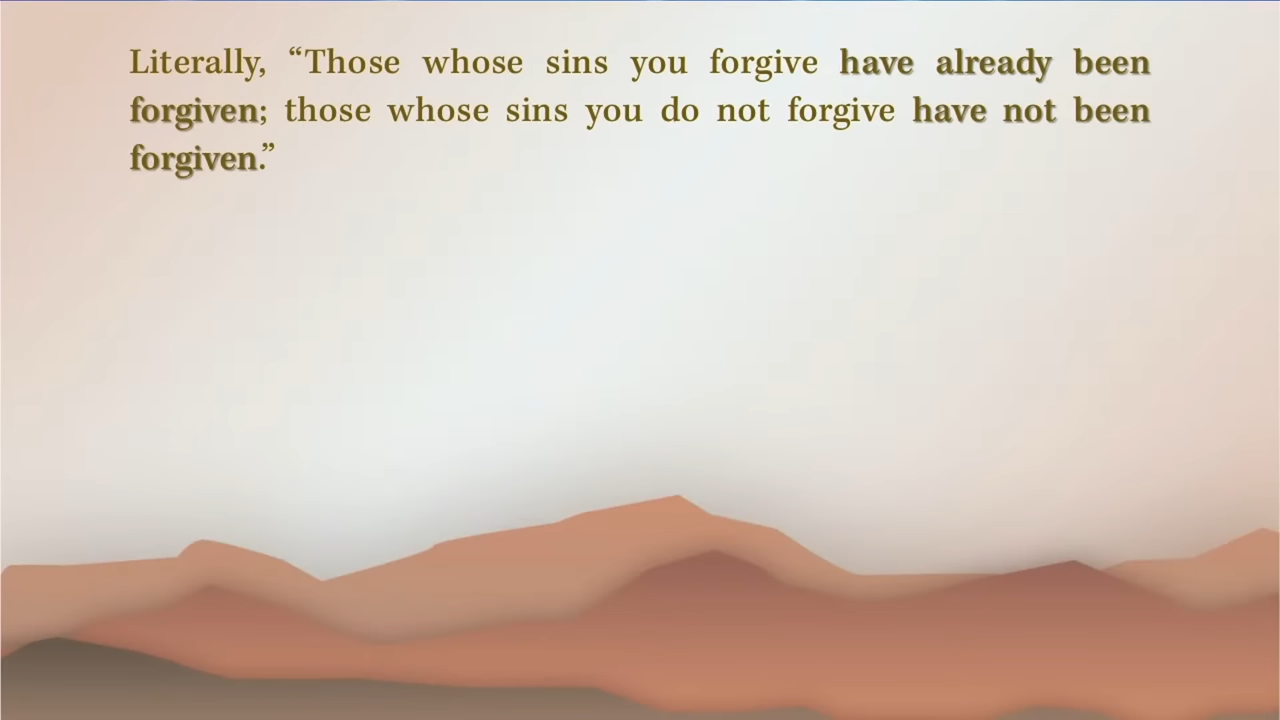 Literally, “Those whose sins you forgive have already been
forgiven; those whose sins you do not forgive have not been
forgiven.”